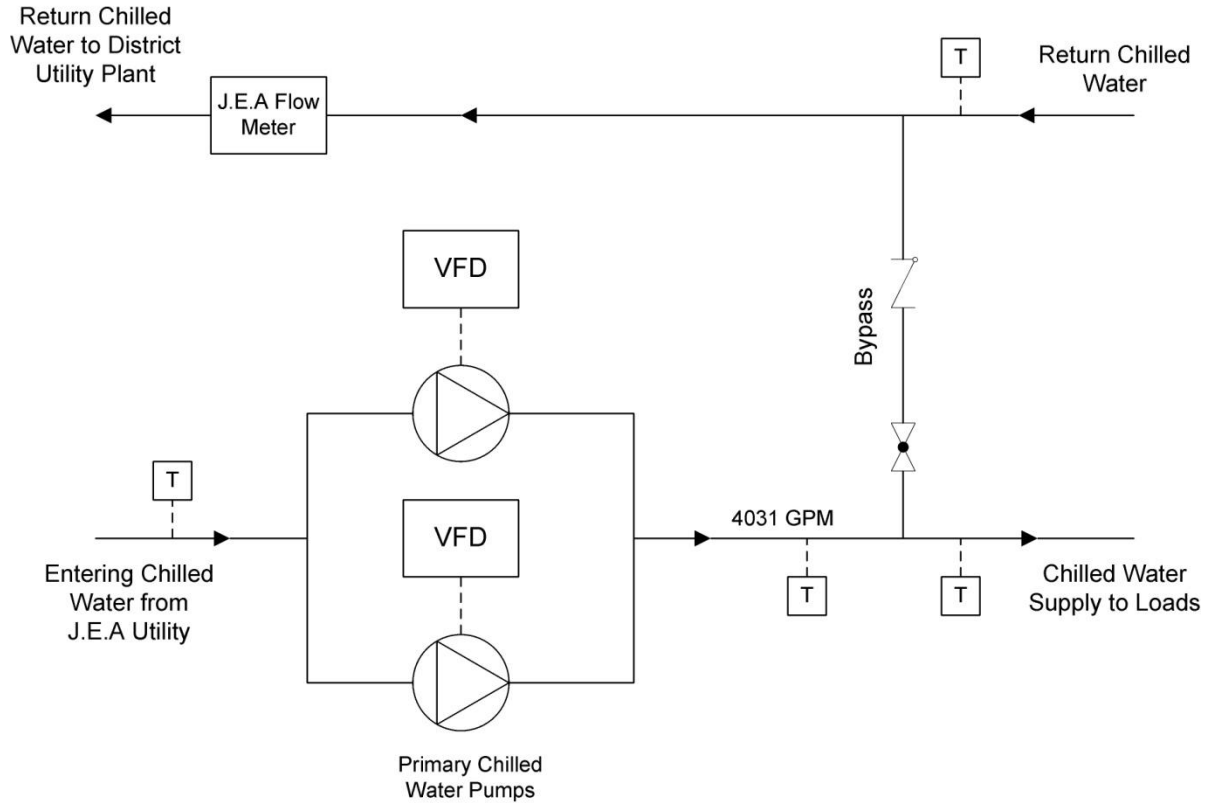 Return Chilled
Water to District
Utility Plant
J.E.A Flow
Meter
T
Return Chilled
Water
VFD
Bypass
T
VFD
4031 GPM
Entering Chilled
Water from
J.E.A Utility
T
T
Chilled Water
Supply to Loads
Primary Chilled
Water Pumps